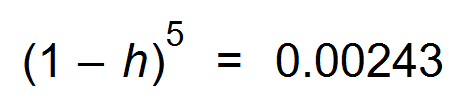 (1 – h)⁵ = 0.00243